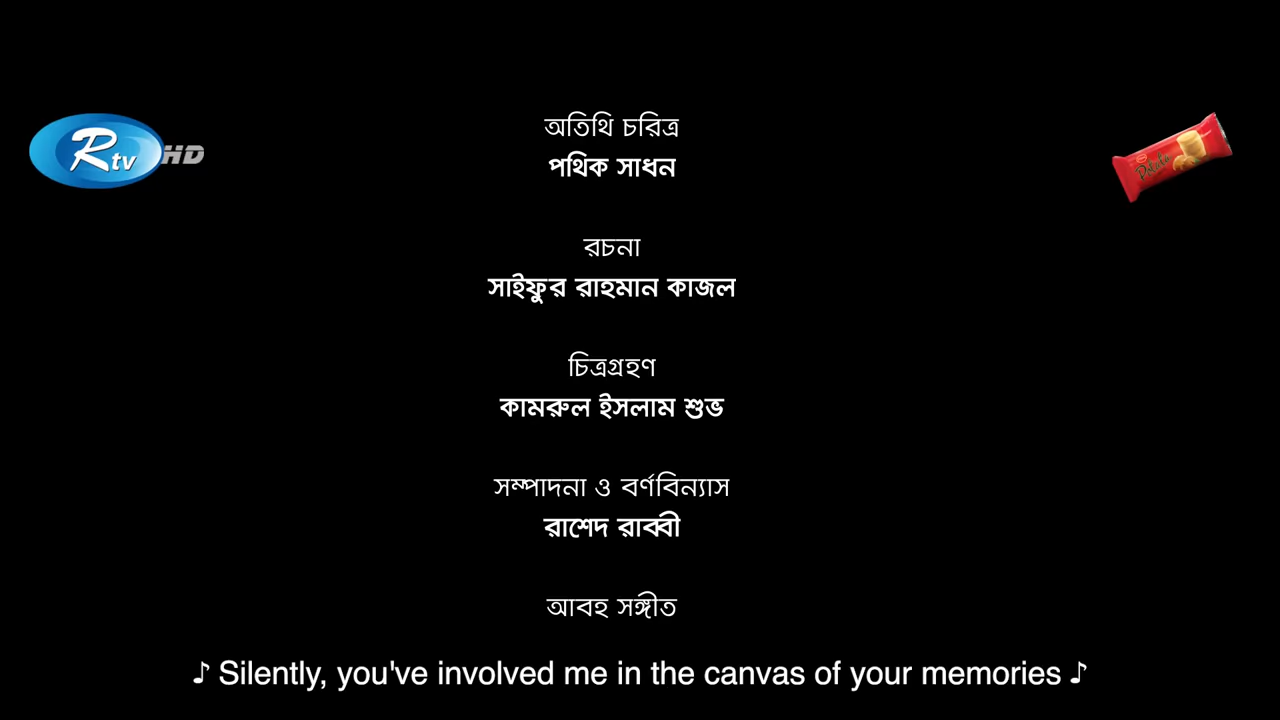 Rtv HD
অতিথি চরিত্র
পথিক সাধন
রচনা
সাইফুর রাহমান কাজল
চিত্রগ্রহণ
কামরুল ইসলাম শুভ
সম্পাদনা ও বর্ণবিন্যাস
রাশেদ রাব্বী
আবহ সঙ্গীত
♪ Silently, you've involved me in the canvas of your memories ♪